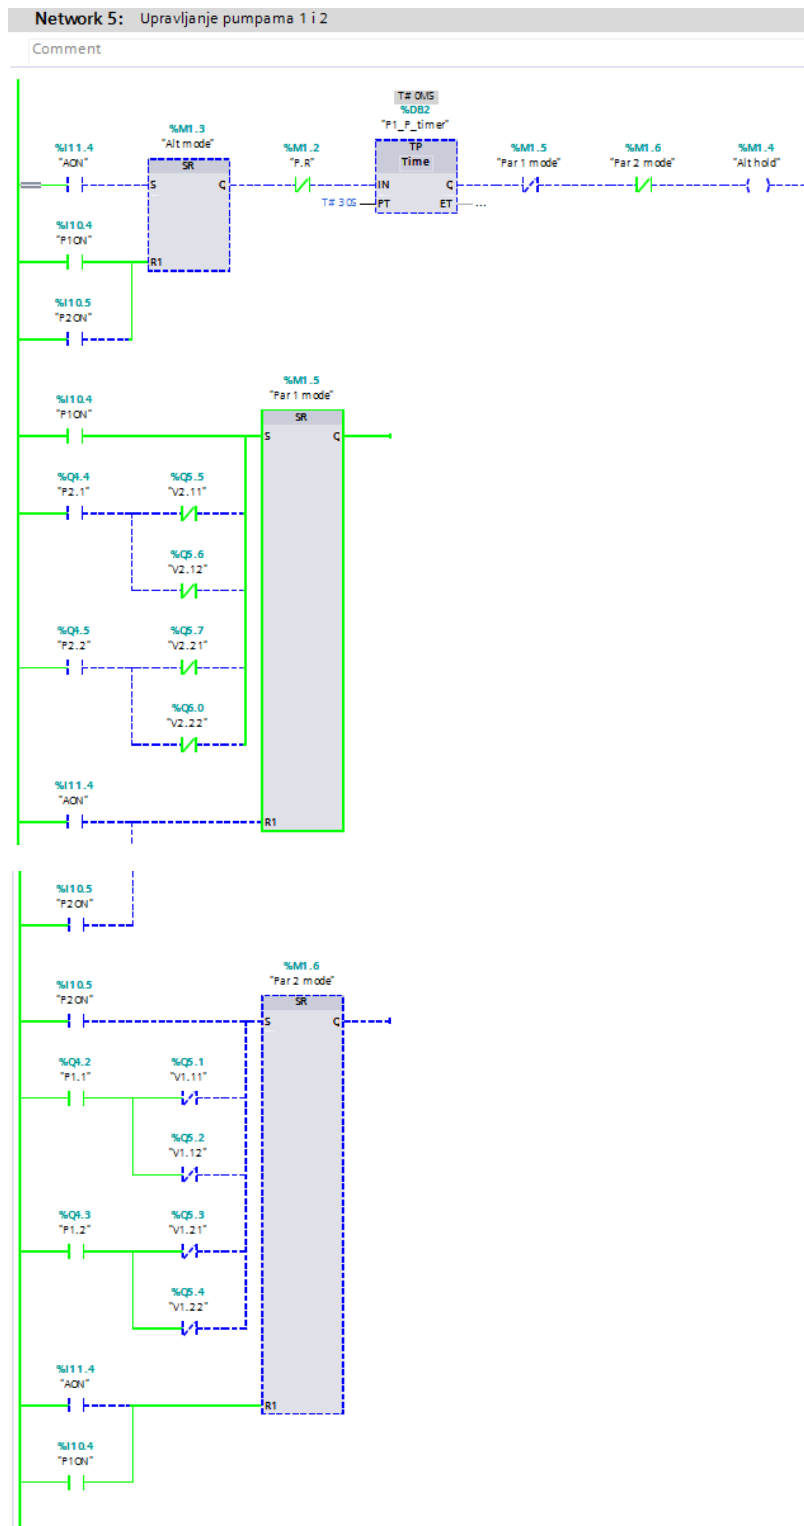 Network 5: Upravljanje pumpama 1 i 2
Comment
T# 0MS
%DB2
"P1_P_timer"
%M1.3
"Alt mode"
%I11.4
"AON"
SR
S
Q
%M1.2
"P.R"
TP
Time
IN
Q
%M1.5
"Par 1 mode"
%M1.6
"Par 2 mode"
%M1.4
"Alt hold"
T# 30S
PT
ET
...
%I10.4
"P1ON"
R1
%I10.5
"P2ON"
%M1.5
"Par 1 mode"
%I10.4
"P1ON"
SR
S
Q
%Q4.4
"P2.1"
%Q5.5
"V2.11"
%Q5.6
"V2.12"
%Q4.5
"P2.2"
%Q5.7
"V2.21"
%Q6.0
"V2.22"
%I11.4
"AON"
R1
%I10.5
"P2ON"
%M1.6
"Par 2 mode"
%I10.5
"P2ON"
SR
S
Q
%Q4.2
"P1.1"
%Q5.1
"V1.11"
%Q5.2
"V1.12"
%Q4.3
"P1.2"
%Q5.3
"V1.21"
%Q5.4
"V1.22"
%I11.4
"AON"
R1
%I10.4
"P1ON"